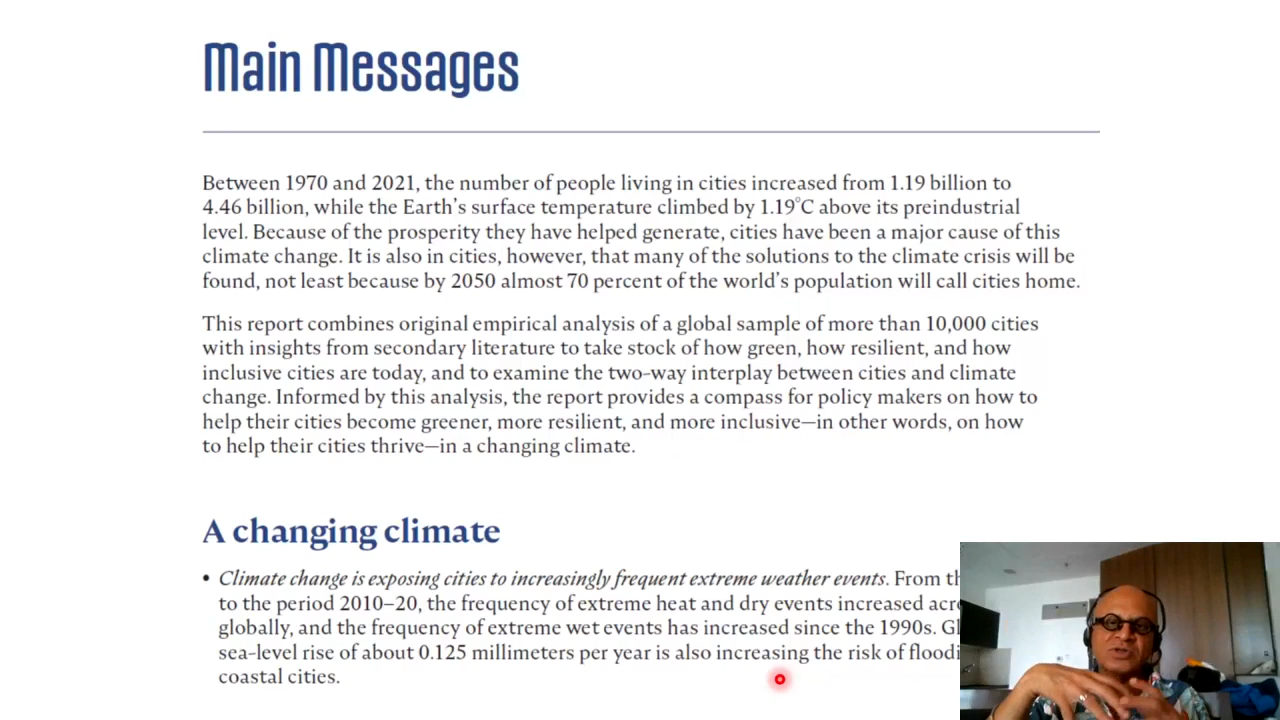 Main Messages
Between 1970 and 2021, the number of people living in cities increased from 1.19 billion to
4.46 billion, while the Earth's surface temperature climbed by 1.19°C above its preindustrial
level. Because of the prosperity they have helped generate, cities have been a major cause of this
climate change. It is also in cities, however, that many of the solutions to the climate crisis will be
found, not least because by 2050 almost 70 percent of the world's population will call cities home.
This report combines original empirical analysis of a global sample of more than 10,000 cities
with insights from secondary literature to take stock of how green, how resilient, and how
inclusive cities are today, and to examine the two-way interplay between cities and climate
change. Informed by this analysis, the report provides a compass for policy makers on how to
help their cities become greener, more resilient, and more inclusive—in other words, on how
to help their cities thrive—in a changing climate.
A changing climate
• Climate change is exposing cities to increasingly frequent extreme weather events. From
to the period 2010–20, the frequency of extreme heat and dry events increased
globally, and the frequency of extreme wet events has increased since the 1990s.
sea-level rise of about 0.125 millimeters per year is also increasing the risk of
coastal cities.